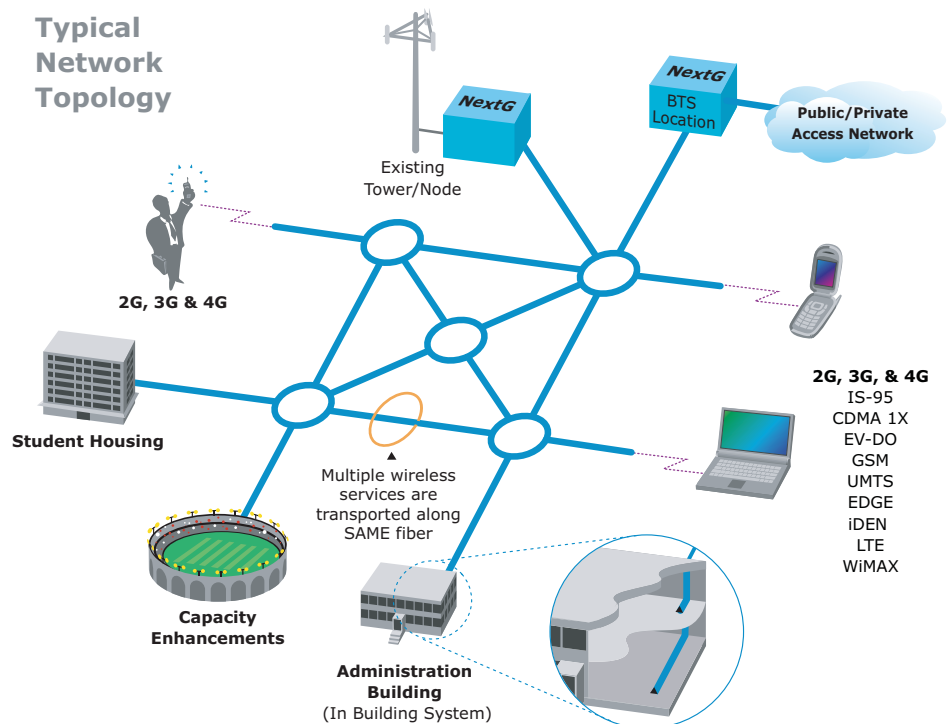 Typical
Network
Topology
NextG
NextG
BTS
Location
Public/Private
Access Network
Existing
Tower/Node
2G, 3G & 4G
Student Housing
Multiple wireless
services are
transported along
SAME fiber
2G, 3G, & 4G
IS-95
CDMA 1X
EV-DO
GSM
UMTS
EDGE
iDEN
LTE
WiMAX
Capacity
Enhancements
Administration
Building
(In Building System)